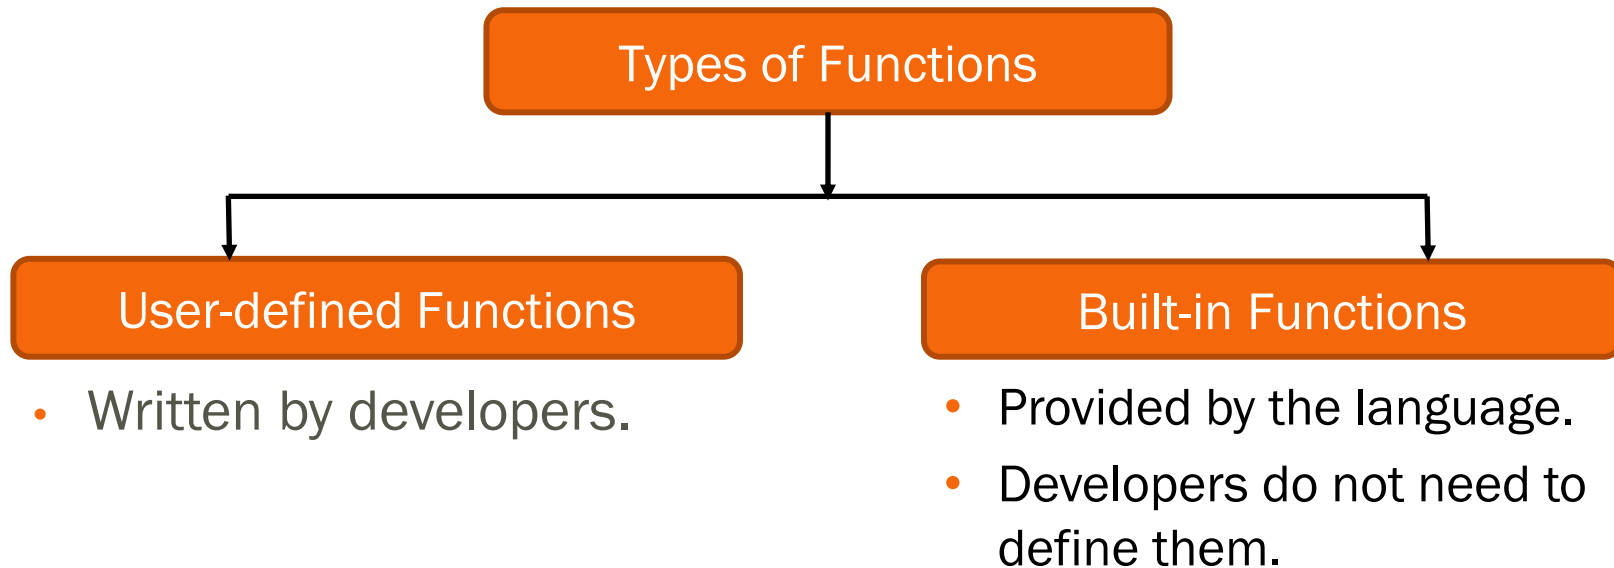 Types of Functions
User-defined Functions
• Written by developers.
Built-in Functions
• Provided by the language.
• Developers do not need to
define them.